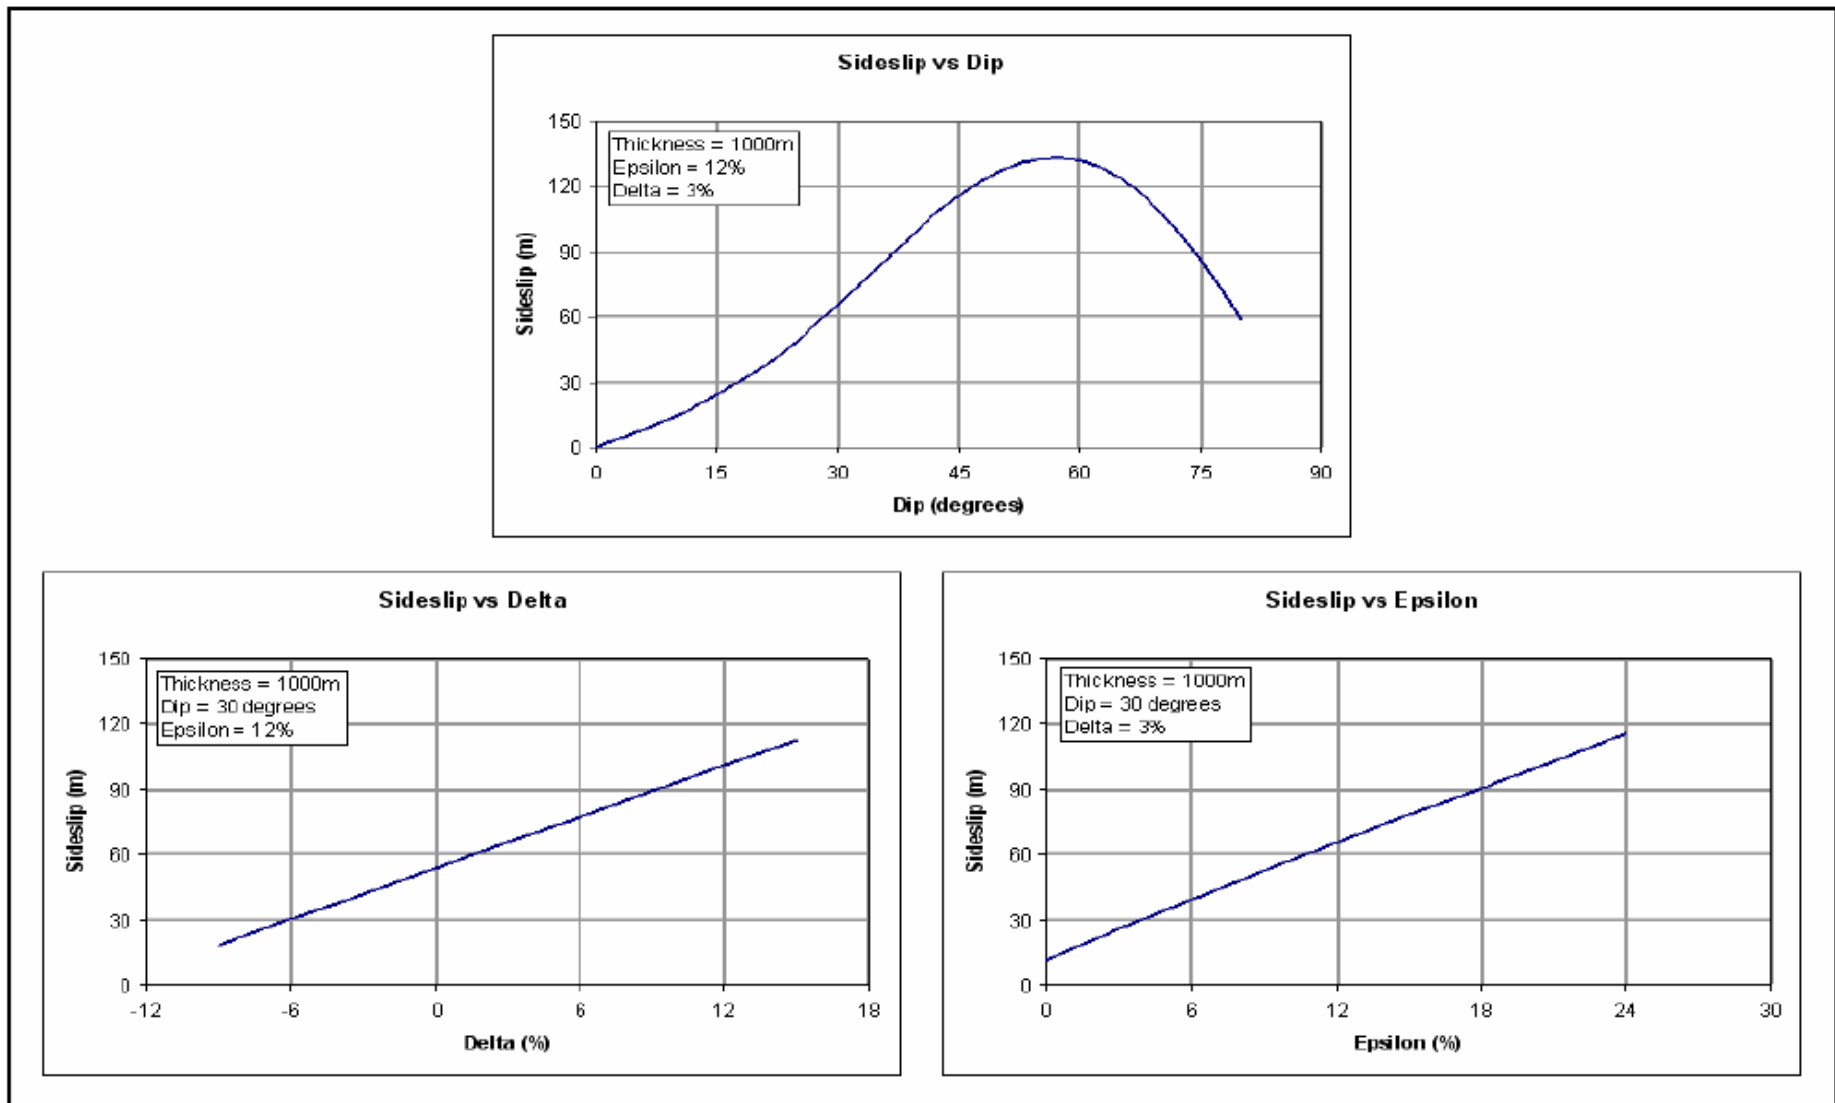 Sideslip vs Dip
150
120
90
60
30
0
Thickness = 1000m
Epsilon = 12%
Delta = 3%
Sideslip (m)
0 15 30 45 60 75 90
Dip (degrees)
Sideslip vs Delta
150
120
90
60
30
0
Thickness = 1000m
Dip = 30 degrees
Epsilon = 12%
Sideslip (m)
-12 -6 0 6 12 18
Delta (%)
Sideslip vs Epsilon
150
120
90
60
30
0
Thickness = 1000m
Dip = 30 degrees
Delta = 3%
Sideslip (m)
0 6 12 18 24 30
Epsilon (%)